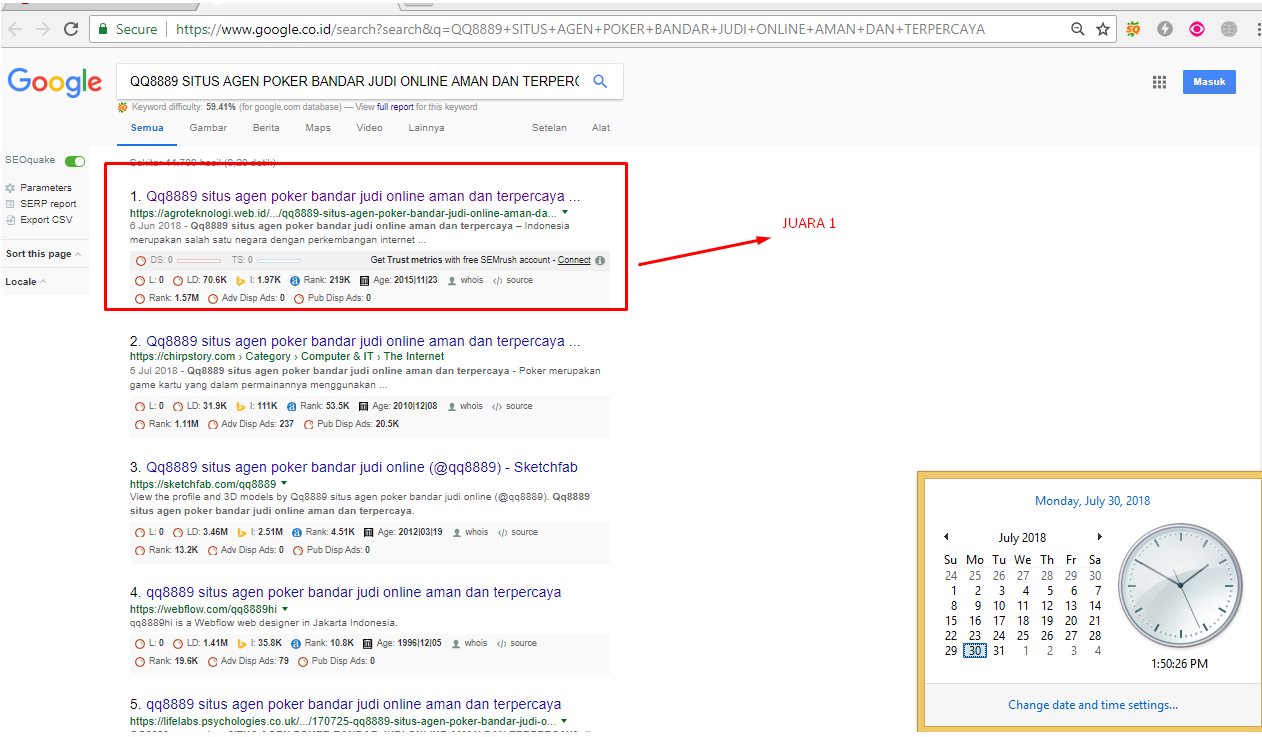 Secure
https://www.google.co.id/search?search&q=QQ8889+SITUS+AGEN+POKER+BANDAR+JUDI+ONLINE+AMAN+DAN+TERPERCAYA
Google
QQ8889 SITUS AGEN POKER BANDAR JUDI ONLINE AMAN DAN TERPERC
Masuk
Keyword difficulty: 59.41% (for google.com database) — View full report for this keyword
Semua Gambar Berita Maps Video Lainnya Setelan Alat
SEOquake
Parameters
SERP report
Export CSV
Sort this page
Locale
1. Qq8889 situs agen poker bandar judi online aman dan terpercaya ...
https://agroteknologi.web.id/.../qq8889-situs-agen-poker-bandar-judi-online-aman-da...
6 Jun 2018 - Qq8889 situs agen poker bandar judi online aman dan terpercaya – Indonesia
merupakan salah satu negara dengan perkembangan internet ...
DS: 0 TS: 0 Get Trust metrics with free SEMrush account - Connect
L: 0 LD: 70.6K I: 1.97K Rank: 219K Age: 2015|11|23 whois source
Rank: 1.57M Adv Disp Ads: 0 Pub Disp Ads: 0
JUARA 1
2. Qq8889 situs agen poker bandar judi online aman dan terpercaya ...
https://chirpstory.com › Category › Computer & IT › The Internet
5 Jul 2018 - Qq8889 situs agen poker bandar judi online aman dan terpercaya - Poker merupakan
game kartu yang dalam permainannya menggunakan ...
L: 0 LD: 31.9K I: 111K Rank: 53.5K Age: 2010|12|08 whois source
Rank: 1.11M Adv Disp Ads: 237 Pub Disp Ads: 20.5K
3. Qq8889 situs agen poker bandar judi online (@qq8889) - Sketchfab
https://sketchfab.com/qq8889
View the profile and 3D models by Qq8889 situs agen poker bandar judi online (@qq8889). Qq8889
situs agen poker bandar judi online aman dan terpercaya.
L: 0 LD: 3.46M I: 2.51M Rank: 4.51K Age: 2012|03|19 whois source
Rank: 13.2K Adv Disp Ads: 0 Pub Disp Ads: 0
4. qq8889 situs agen poker bandar judi online aman dan terpercaya
https://webflow.com/qq8889hi
qq8889hi is a Webflow web designer in Jakarta Indonesia.
L: 0 LD: 1.41M I: 35.8K Rank: 10.8K Age: 1996|12|05 whois source
Rank: 19.6K Adv Disp Ads: 79 Pub Disp Ads: 0
5. qq8889 situs agen poker bandar judi online aman dan terpercaya
https://lifelabs.psychologies.co.uk/.../170725-qq8889-situs-agen-poker-bandar-judi-o...
Monday, July 30, 2018
July 2018
Su Mo Tu We Th Fr Sa
24 25 26 27 28 29 30
1 2 3 4 5 6 7
8 9 10 11 12 13 14
15 16 17 18 19 20 21
22 23 24 25 26 27 28
29 30 31 1 2 3 4
1:50:26 PM
Change date and time settings...